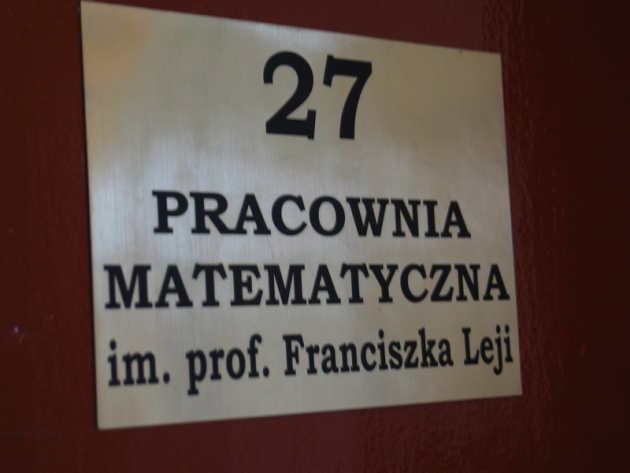 27
PRACOWNIA
MATEMATYCZNA
im. prof. Franciszka Leji